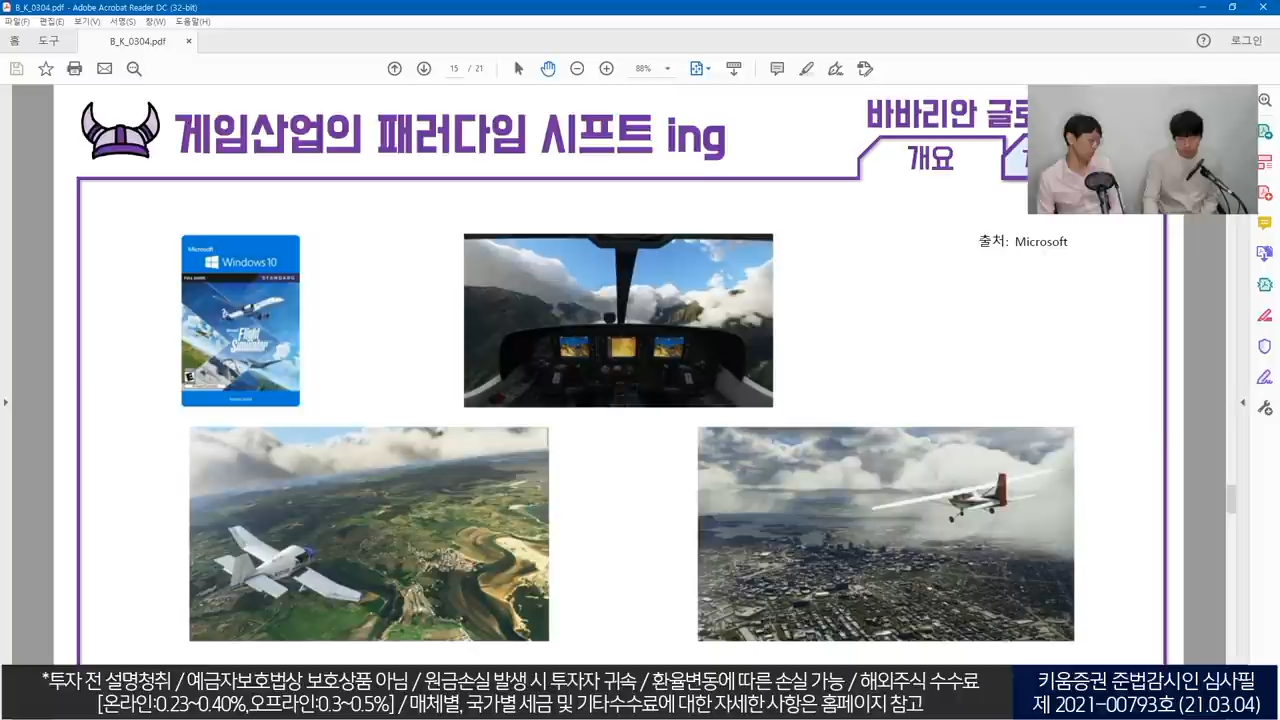 B_K_0304.pdf - Adobe Acrobat Reader DC (32-bit)
파일(F) 편집(E) 보기(V) 서명(S) 창(W) 도움말(H)
홈 도구 B_K_0304.pdf × 로그인
15 / 21 88%
게임산업의 패러다임 시프트 ing
바바리안 글로
개요
출처: Microsoft
Microsoft
Windows 10
STANDARD
Flight
Simulator
E
*투자 전 설명청취 / 예금자보호법상 보호상품 아님 / 원금손실 발생 시 투자자 귀속 / 환율변동에 따른 손실 가능 / 해외주식 수수료
[온라인:0.23~0.40%,오프라인:0.3~0.5%] / 매체별, 국가별 세금 및 기타수수료에 대한 자세한 사항은 홈페이지 참고
키움증권 준법감시인 심사필
제 2021-00793호 (21.03.04)